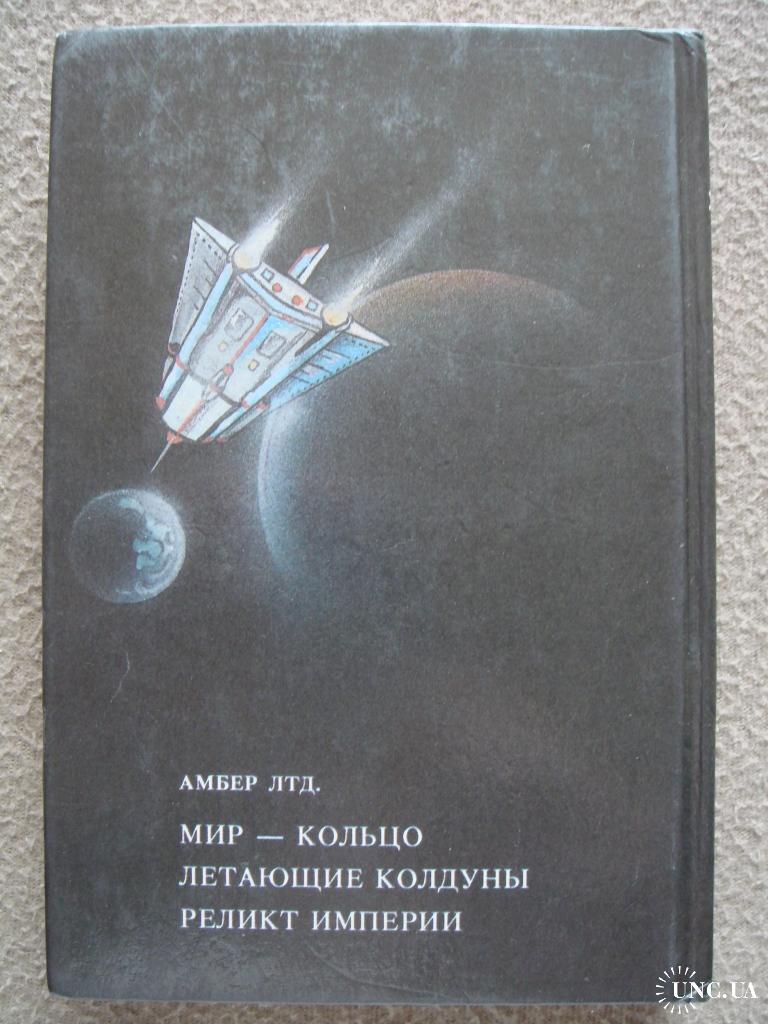 АМБЕР ЛТД.
МИР — КОЛЬЦО
ЛЕТАЮЩИЕ КОЛДУНЫ
РЕЛИКТ ИМПЕРИИ
UNC.UA